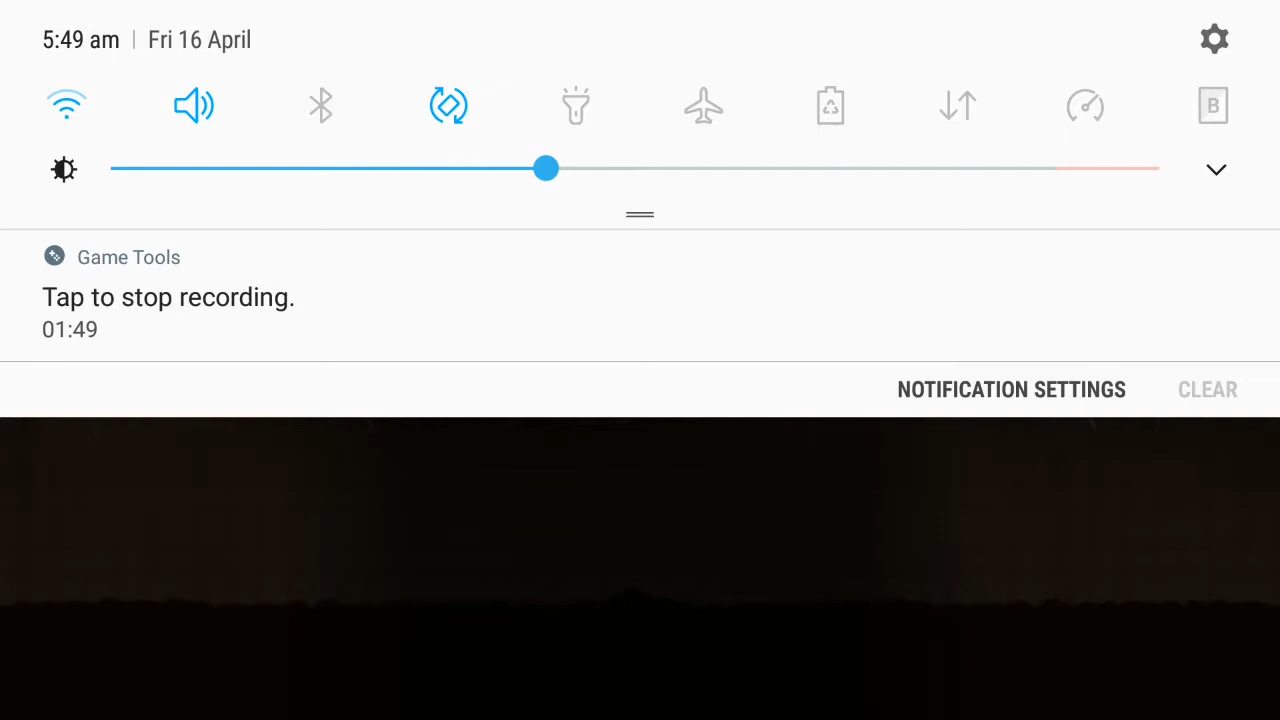 5:49 am | Fri 16 April
B
Game Tools
Tap to stop recording.
01:49
NOTIFICATION SETTINGS CLEAR